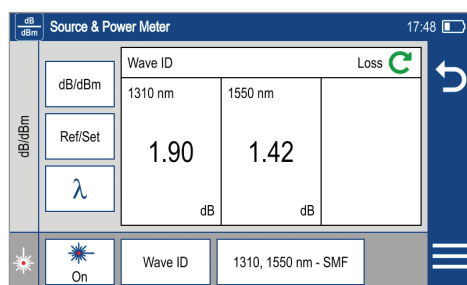 dB
dBm
Source & Power Meter
17:48
dB/dBm
dB/dBm
Ref/Set
λ
Wave ID
Loss
1310 nm
1550 nm
1.90
1.42
dB
dB
On
Wave ID
1310, 1550 nm - SMF